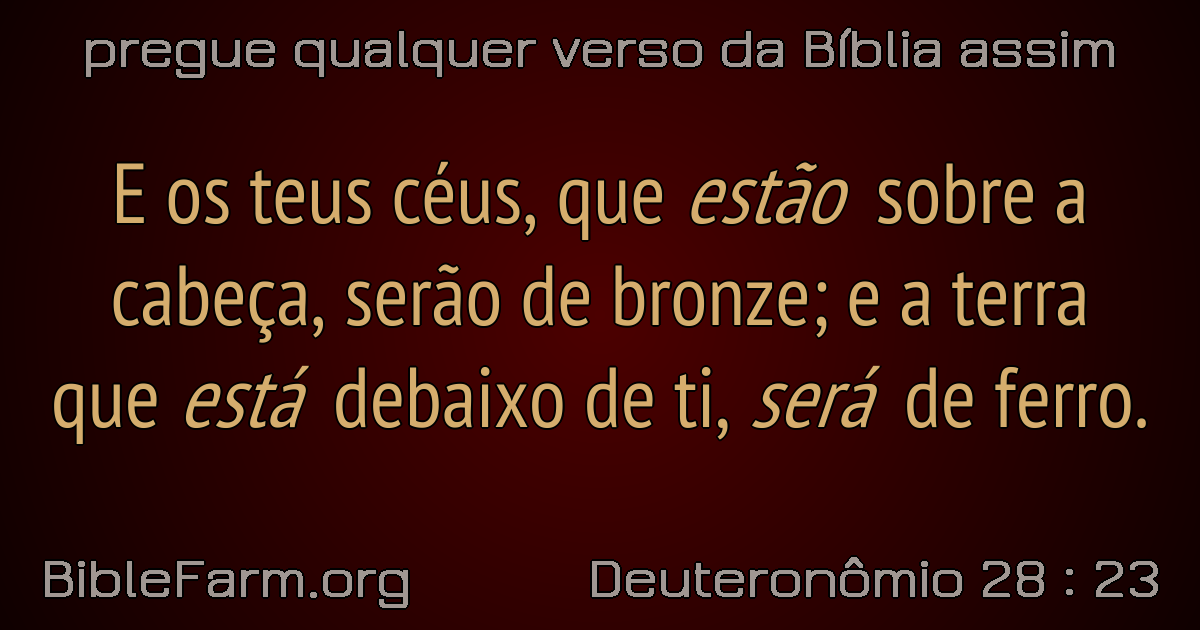 pregue qualquer verso da Bíblia assim
E os teus céus, que estão sobre a
cabeça, serão de bronze; e a terra
que está debaixo de ti, será de ferro.
BibleFarm.org
Deuteronômio 28 : 23